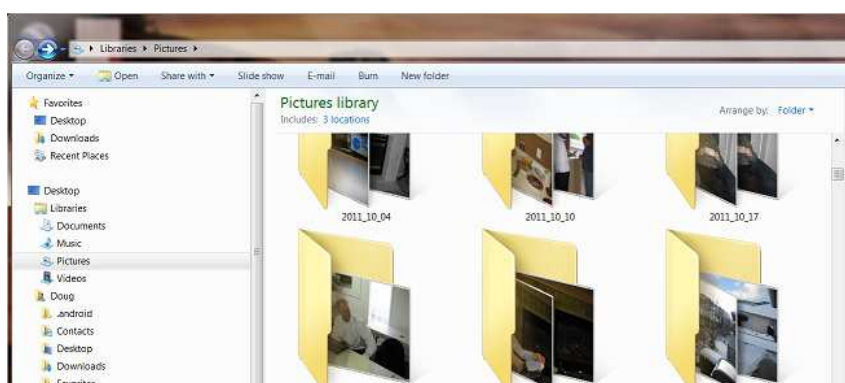 Libraries Pictures
Organize Open Share with Slide show E-mail Burn New folder
Favorites
Desktop
Downloads
Recent Places
Desktop
Libraries
Documents
Music
Pictures
Videos
Doug
.android
Contacts
Desktop
Downloads
Favorites
Pictures library
Includes: 3 locations
Arrange by: Folder
2011_10_04 2011_10_10 2011_10_17